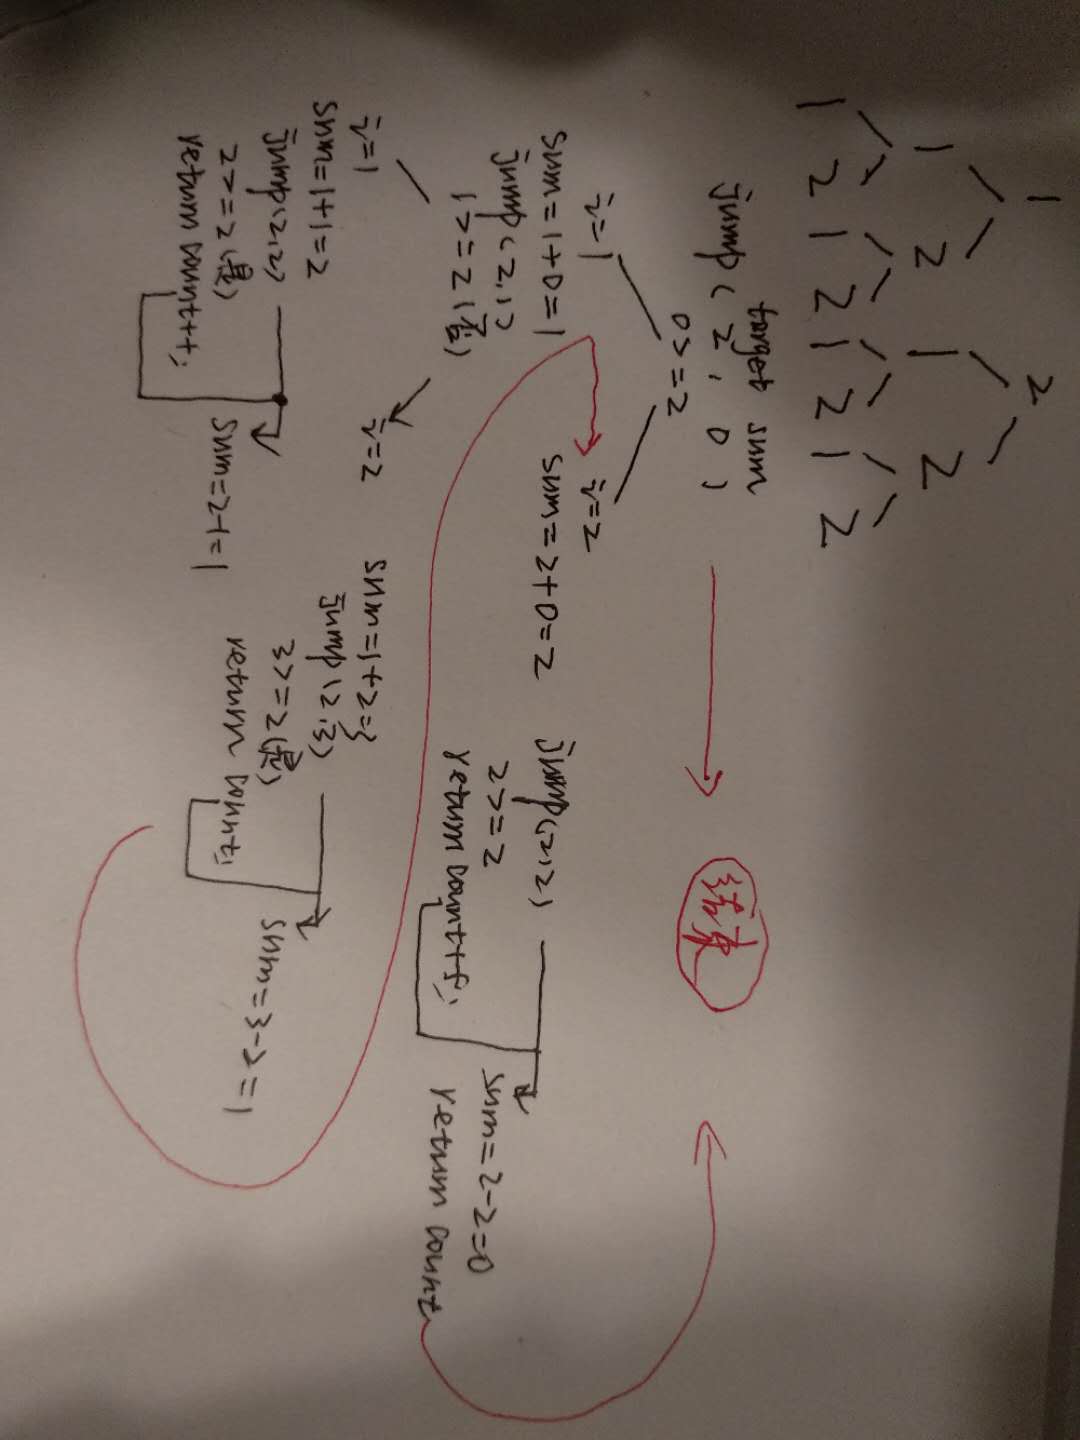 1 2
1 2 1 2
1 2 1 2 1 2 1 2
target sum
jump( 2 , 0 )
0>=2
结束
i=1
sum=1+0=1
jump(2,1)
1>=2(否)
i=2
sum=2+0=2
jump(2,2)
2>=2
return count++;
sum=2-2=0
return count
i=1
sum=1+1=2
jump(2,2)
2>=2(是)
return count++;
sum=2-1=1
i=2
sum=1+2=3
jump(2,3)
3>=2(是)
return count;
sum=3-2=1